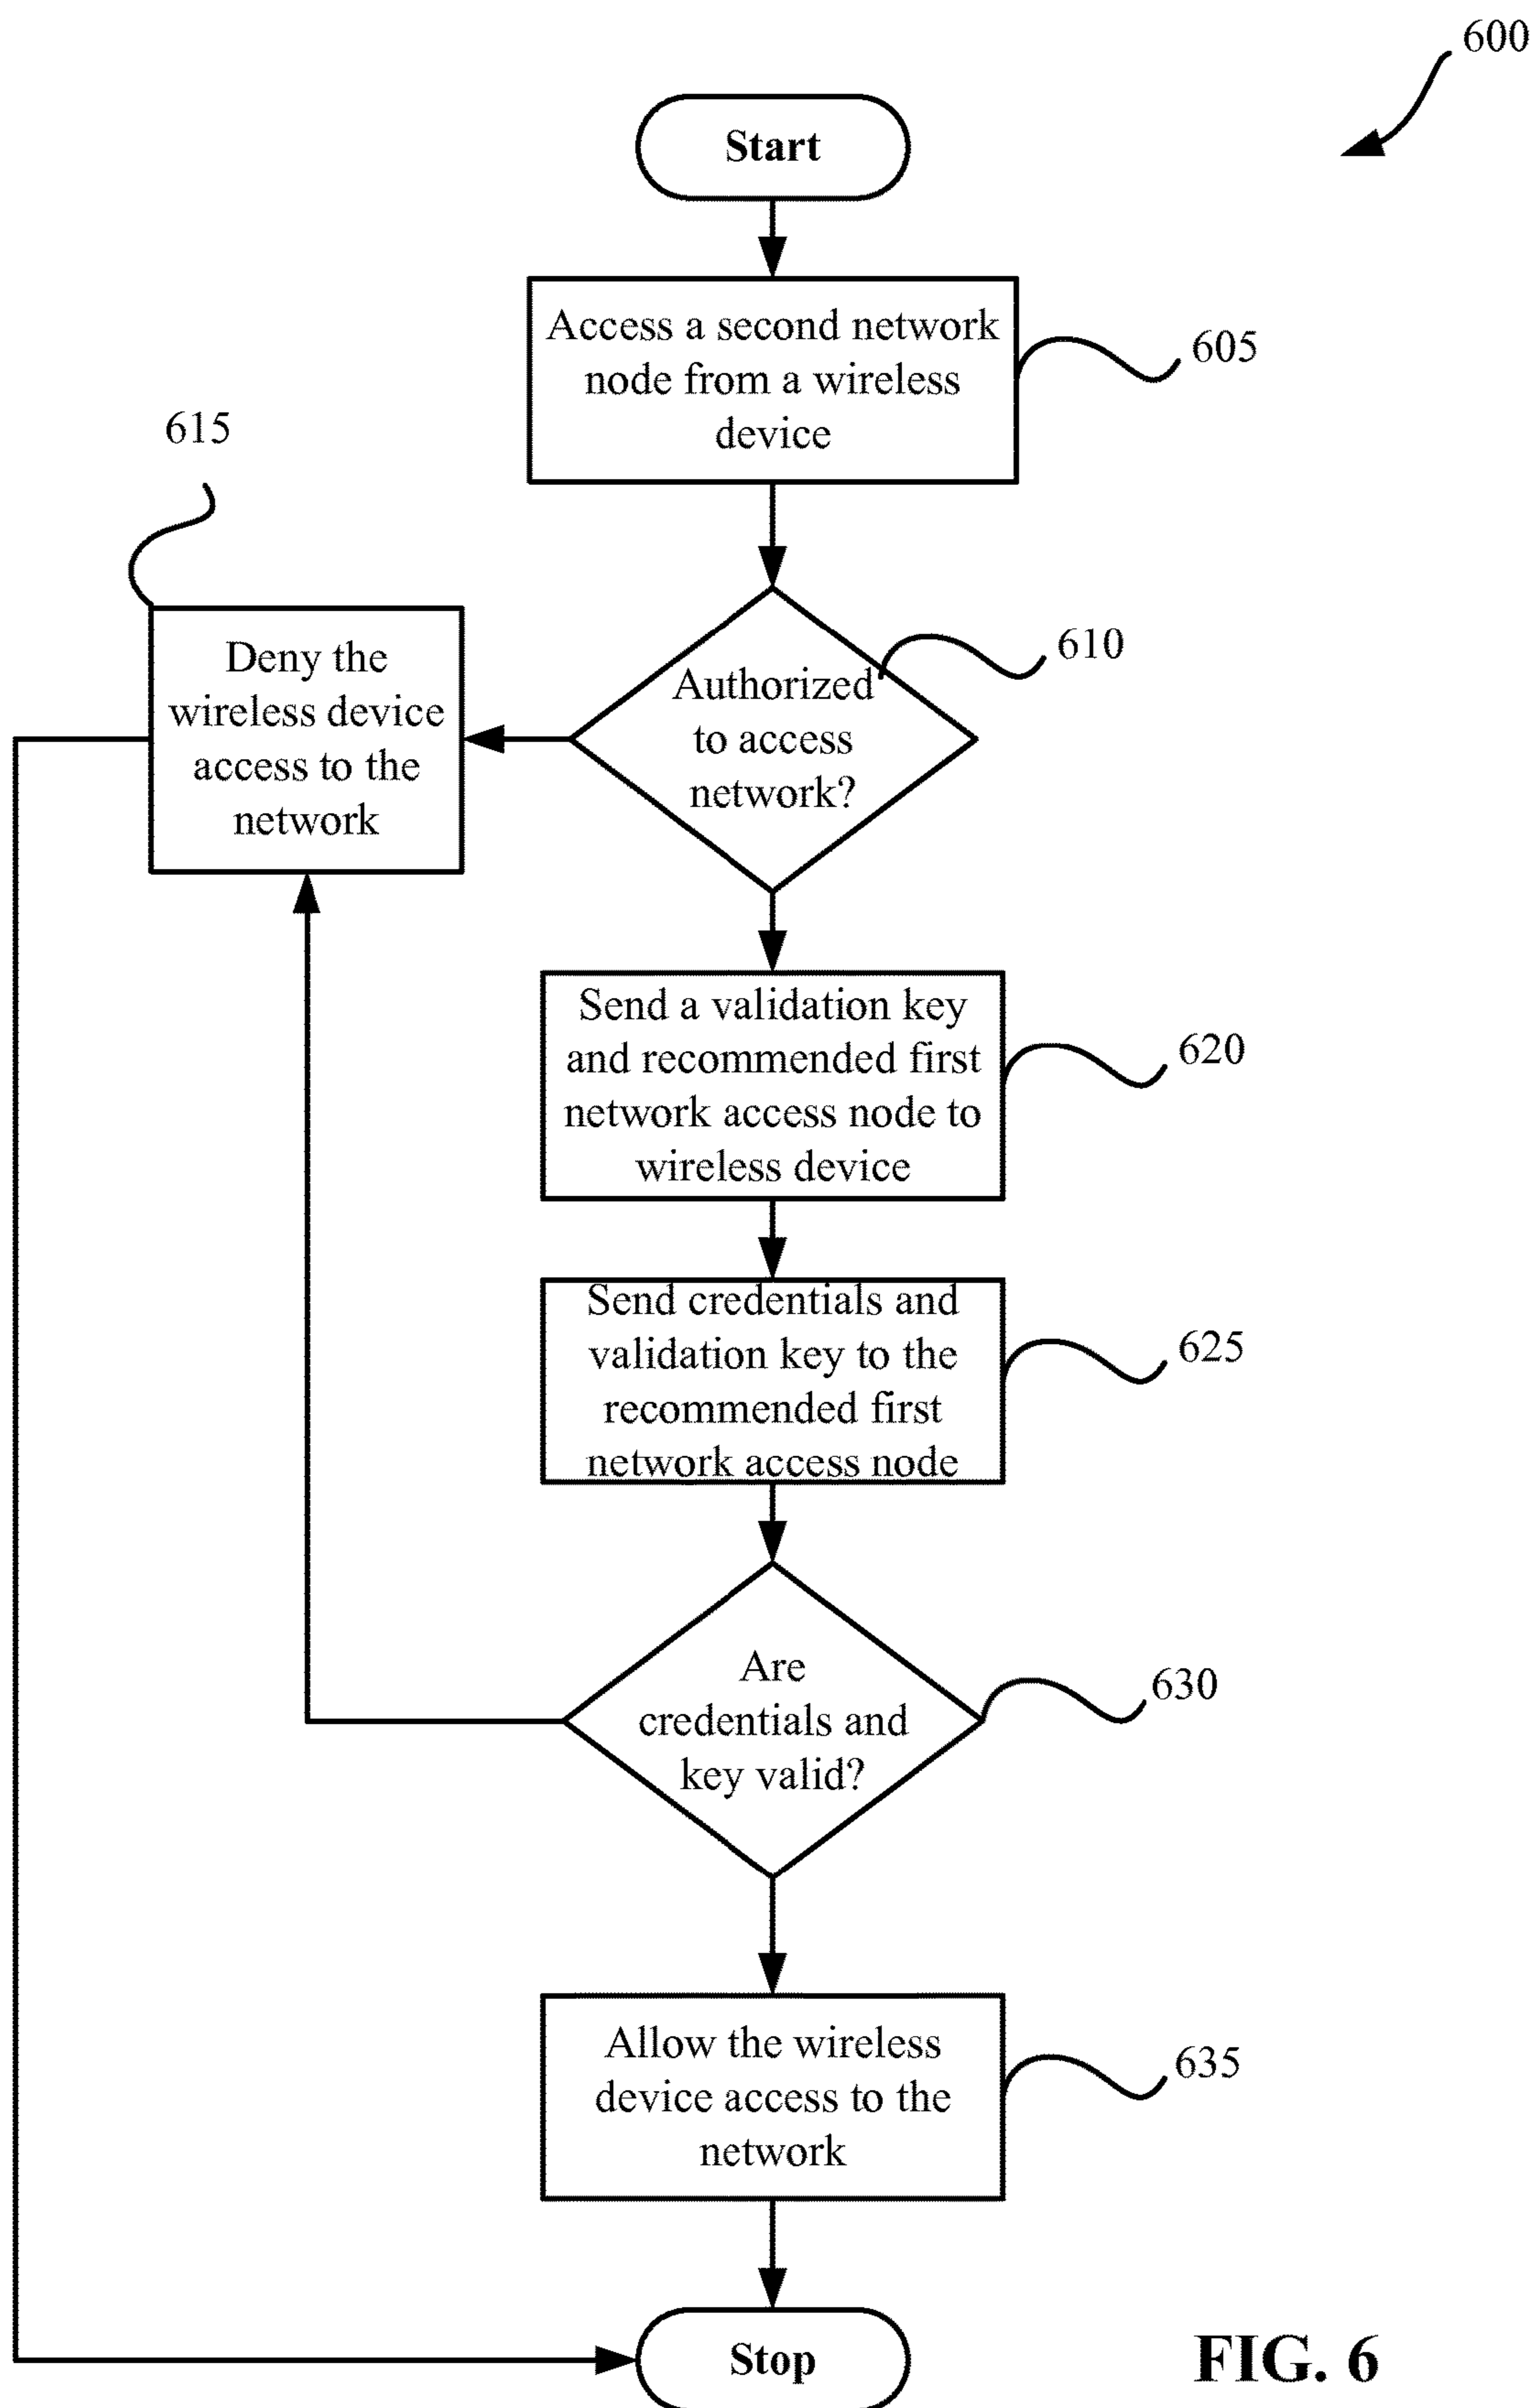 600
Start
Access a second network
node from a wireless
device
605
615
Deny the
wireless device
access to the
network
Authorized
to access
network?
610
Send a validation key
and recommended first
network access node to
wireless device
620
Send credentials and
validation key to the
recommended first
network access node
625
Are
credentials and
key valid?
630
Allow the wireless
device access to the
network
635
Stop
FIG. 6